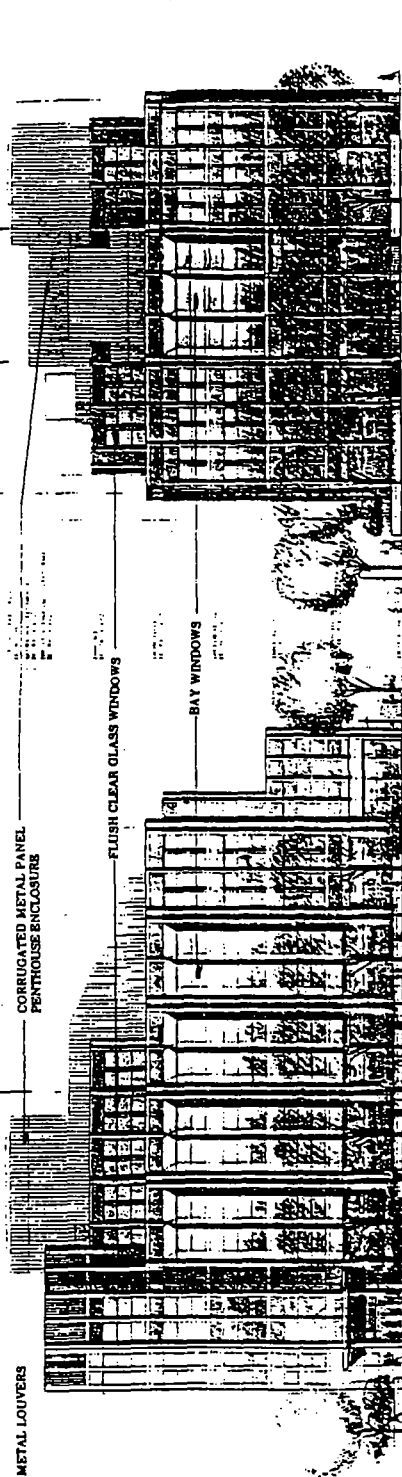 METAL LOUVERS
CORRUGATED METAL PANEL
PENTHOUSE ENCLOSURE
FLUSH CLEAR GLASS WINDOWS
BAY WINDOWS